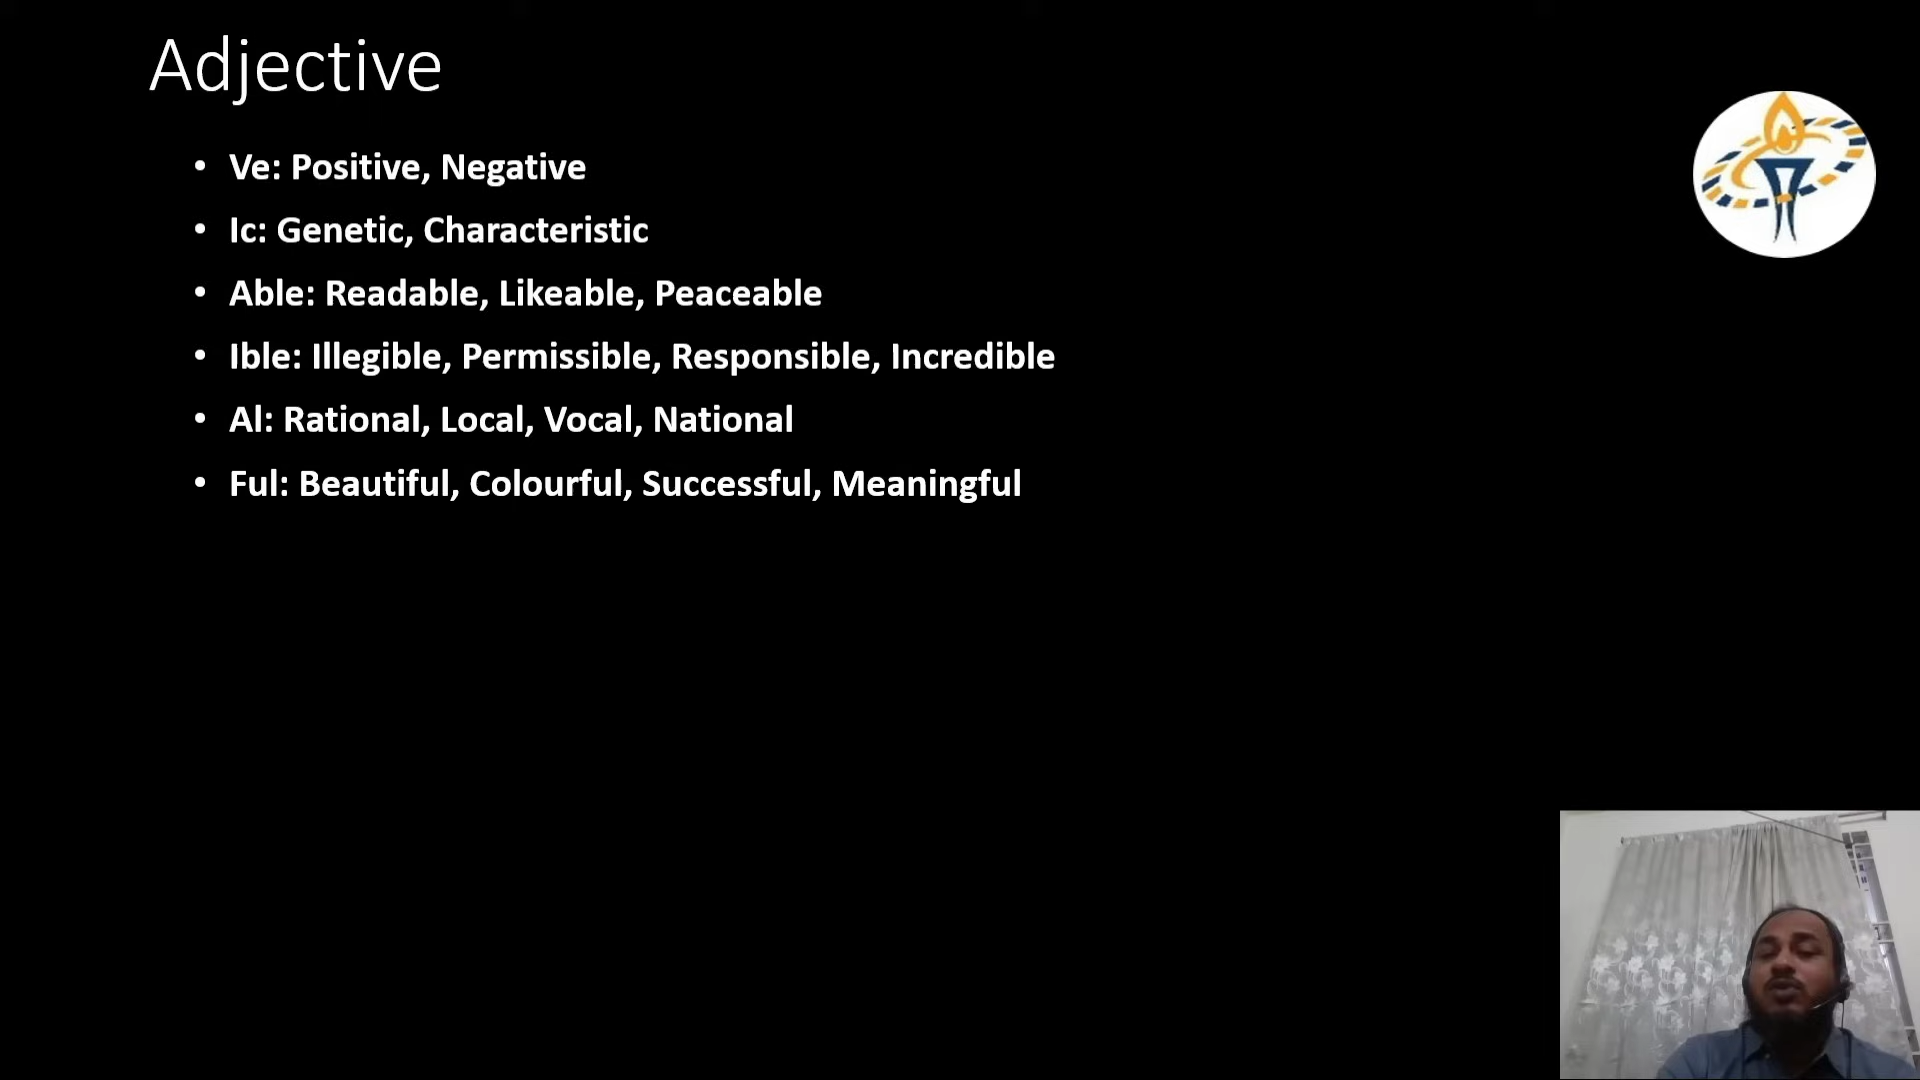 Adjective
• Ve: Positive, Negative
• Ic: Genetic, Characteristic
• Able: Readable, Likeable, Peaceable
• Ible: Illegible, Permissible, Responsible, Incredible
• Al: Rational, Local, Vocal, National
• Ful: Beautiful, Colourful, Successful, Meaningful